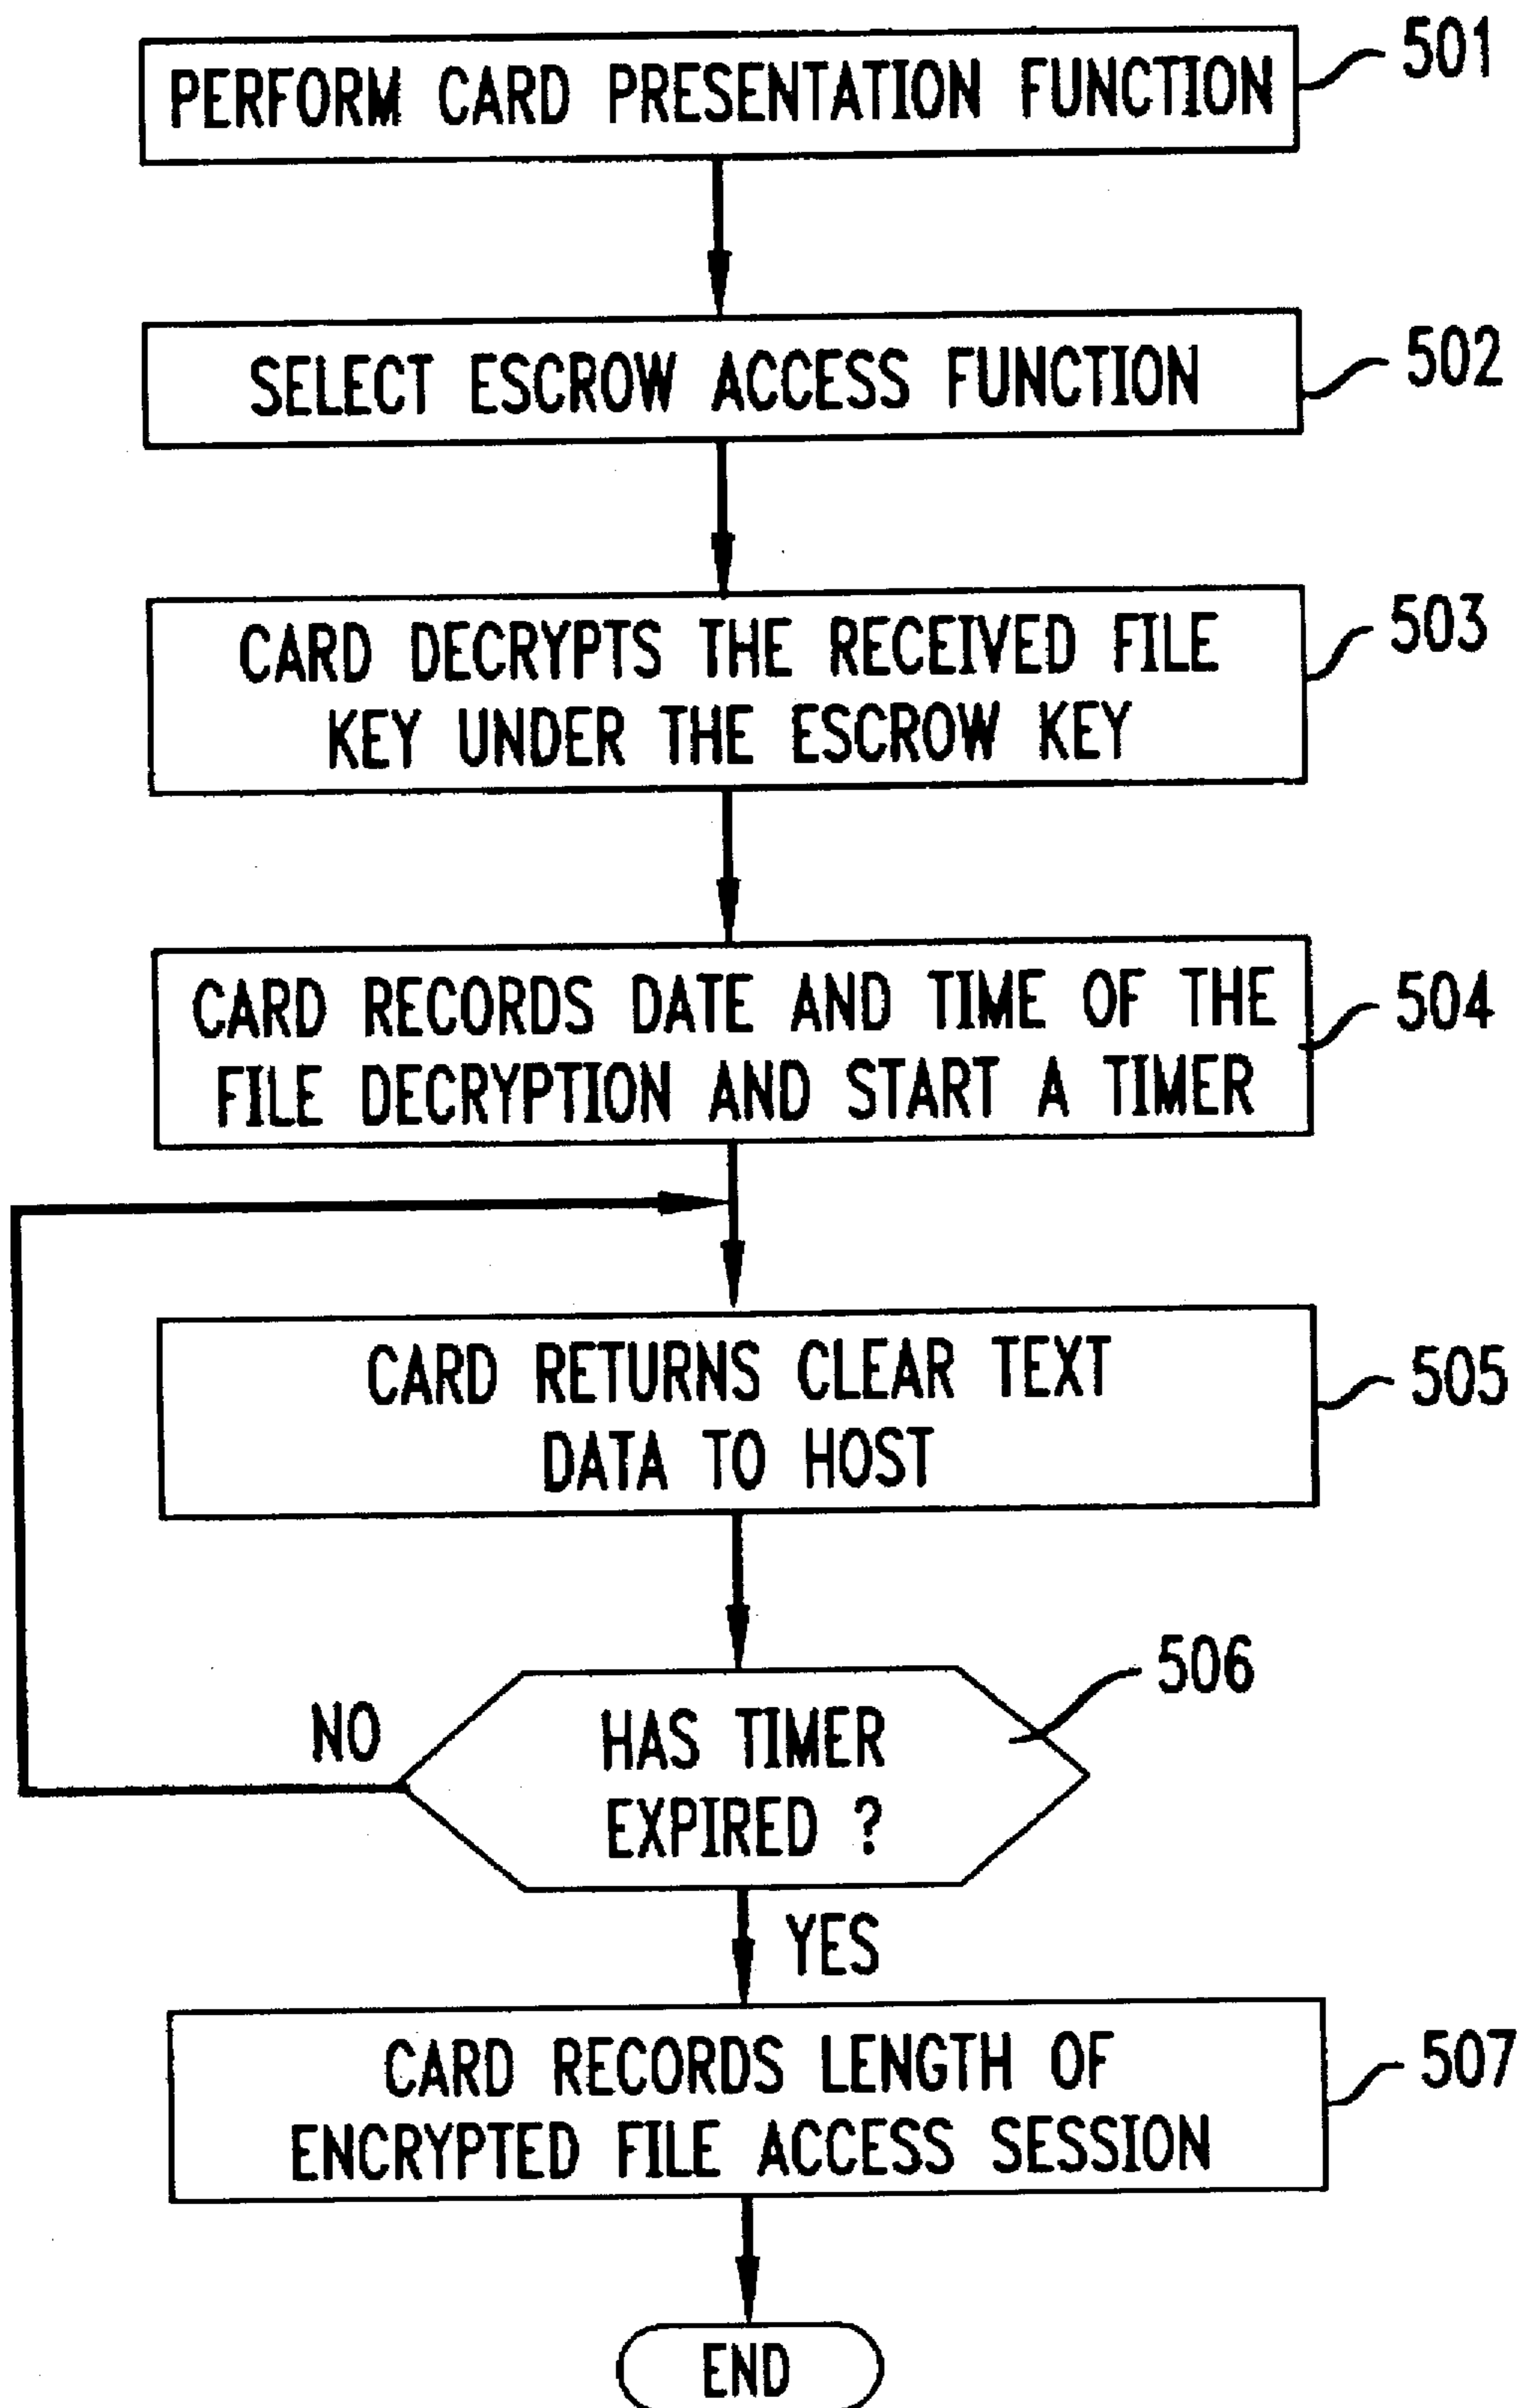 PERFORM CARD PRESENTATION FUNCTION
501
SELECT ESCROW ACCESS FUNCTION
502
CARD DECRYPTS THE RECEIVED FILE
KEY UNDER THE ESCROW KEY
503
CARD RECORDS DATE AND TIME OF THE
FILE DECRYPTION AND START A TIMER
504
CARD RETURNS CLEAR TEXT
DATA TO HOST
505
HAS TIMER
EXPIRED ?
506
NO
YES
CARD RECORDS LENGTH OF
ENCRYPTED FILE ACCESS SESSION
507
END